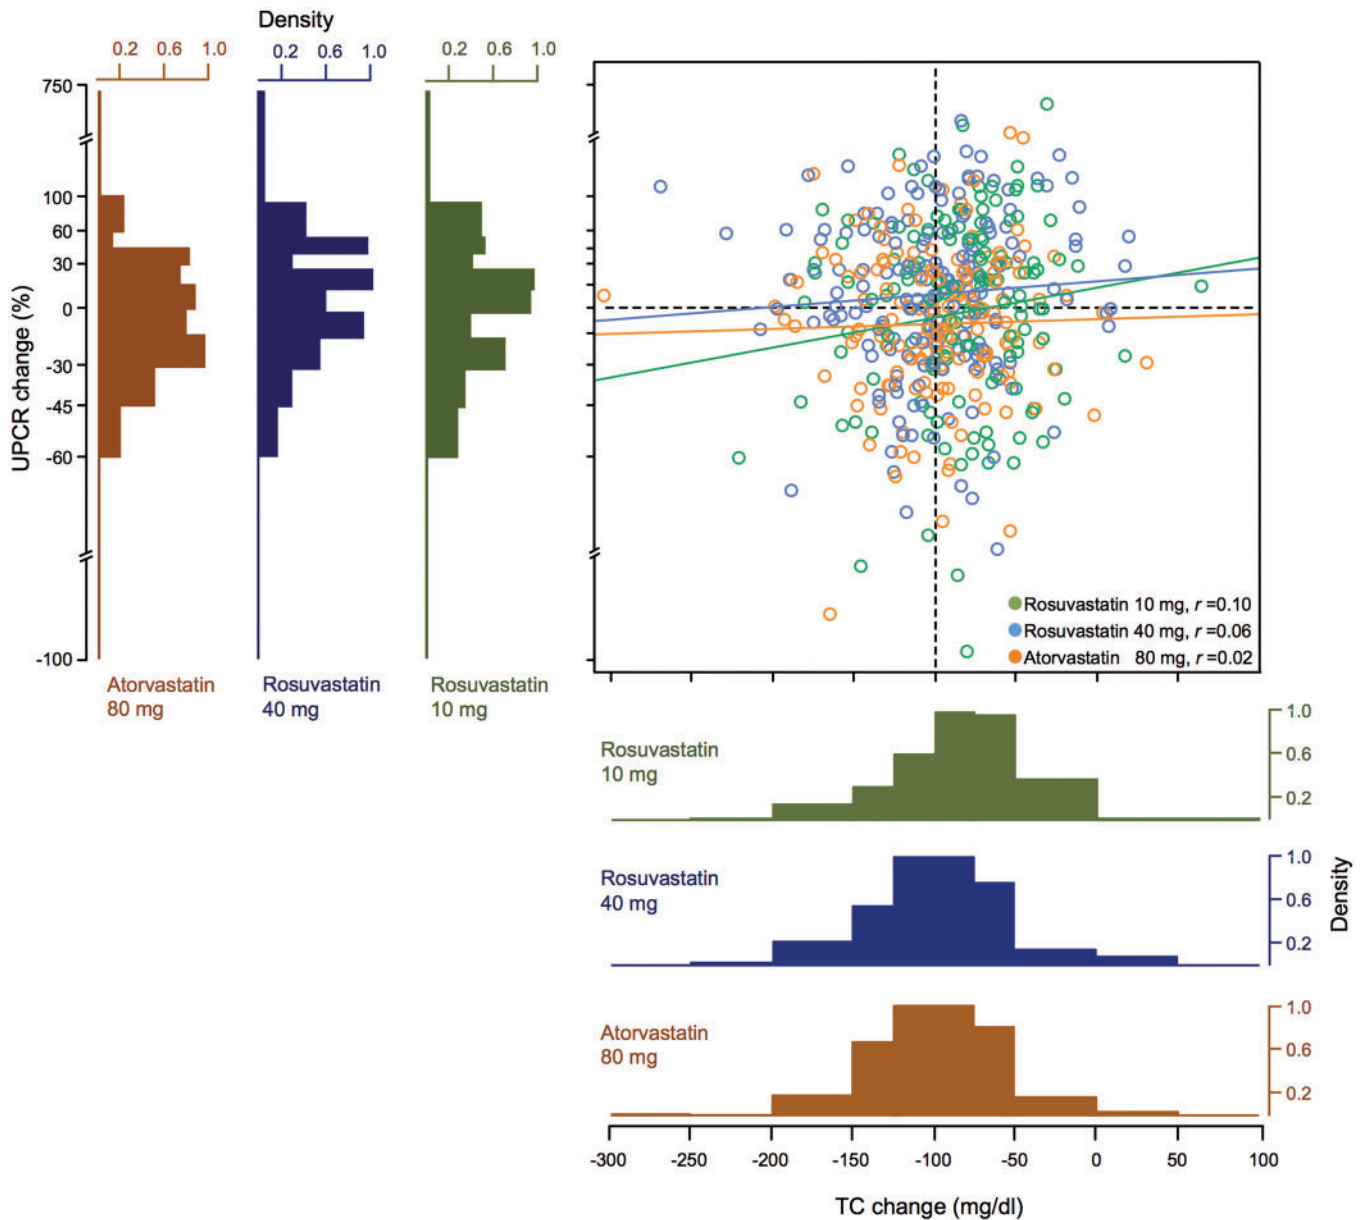 Density
0.2 0.6 1.0
0.2 0.6 1.0
0.2 0.6 1.0
750
100
60
30
0
-30
-45
-60
-100
UPCR change (%)
Atorvastatin
80 mg
Rosuvastatin
40 mg
Rosuvastatin
10 mg
Rosuvastatin 10 mg, r =0.10
Rosuvastatin 40 mg, r =0.06
Atorvastatin 80 mg, r =0.02
Rosuvastatin
10 mg
1.0
0.6
0.2
Rosuvastatin
40 mg
1.0
0.6
0.2
Density
Atorvastatin
80 mg
1.0
0.6
0.2
-300 -250 -200 -150 -100 -50 0 50 100
TC change (mg/dl)